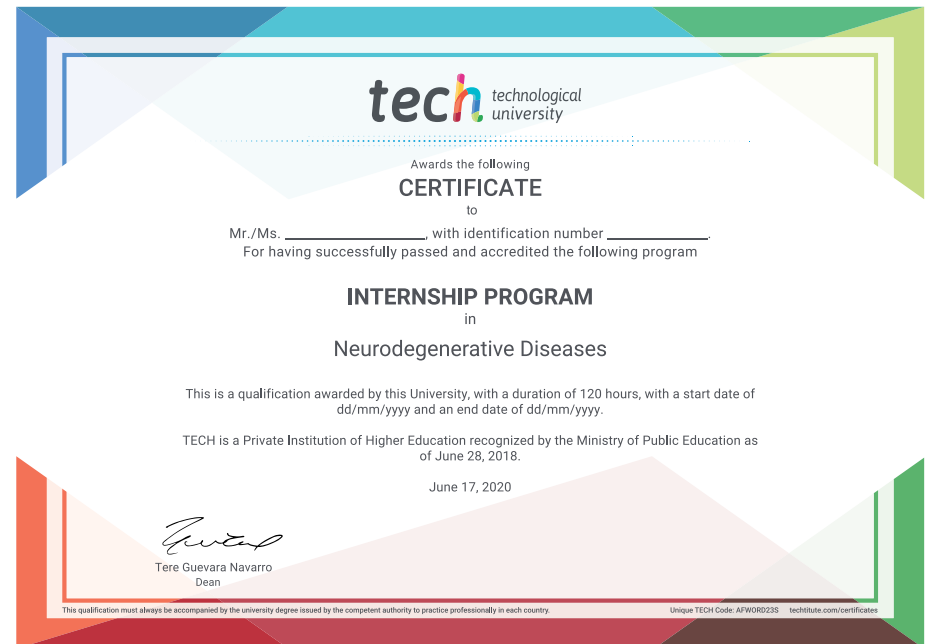 tech technological
university
Awards the following
CERTIFICATE
to
Mr./Ms. ____________________, with identification number ______________.
For having successfully passed and accredited the following program
INTERNSHIP PROGRAM
in
Neurodegenerative Diseases
This is a qualification awarded by this University, with a duration of 120 hours, with a start date of
dd/mm/yyyy and an end date of dd/mm/yyyy.
TECH is a Private Institution of Higher Education recognized by the Ministry of Public Education as
of June 28, 2018.
June 17, 2020
Tere Guevara Navarro
Dean
This qualification must always be accompanied by the university degree issued by the competent authority to practice professionally in each country.
Unique TECH Code: AFWORD23S techtitute.com/certificates